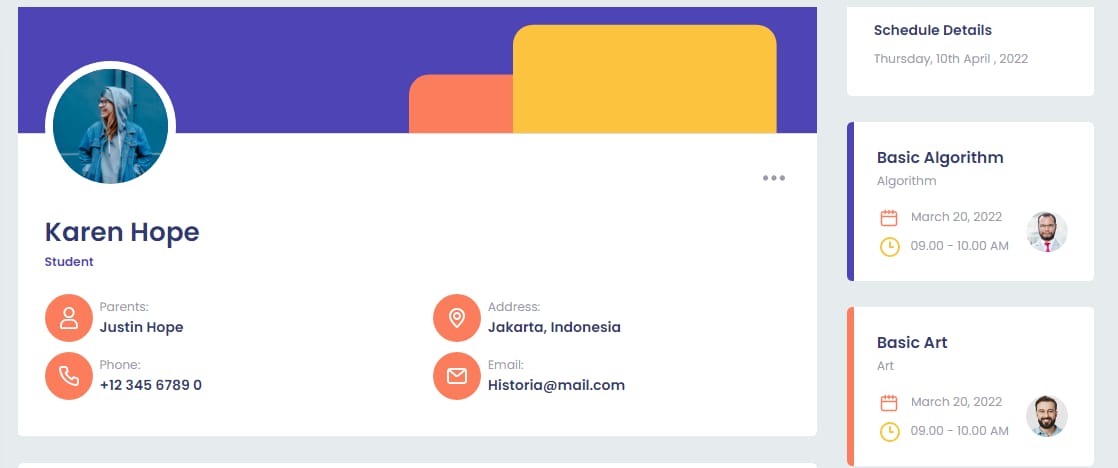 Karen Hope
Student
Parents:
Justin Hope
Phone:
+12 345 6789 0
Address:
Jakarta, Indonesia
Email:
Historia@mail.com
Schedule Details
Thursday, 10th April , 2022
Basic Algorithm
Algorithm
March 20, 2022
09.00 - 10.00 AM
Basic Art
Art
March 20, 2022
09.00 - 10.00 AM